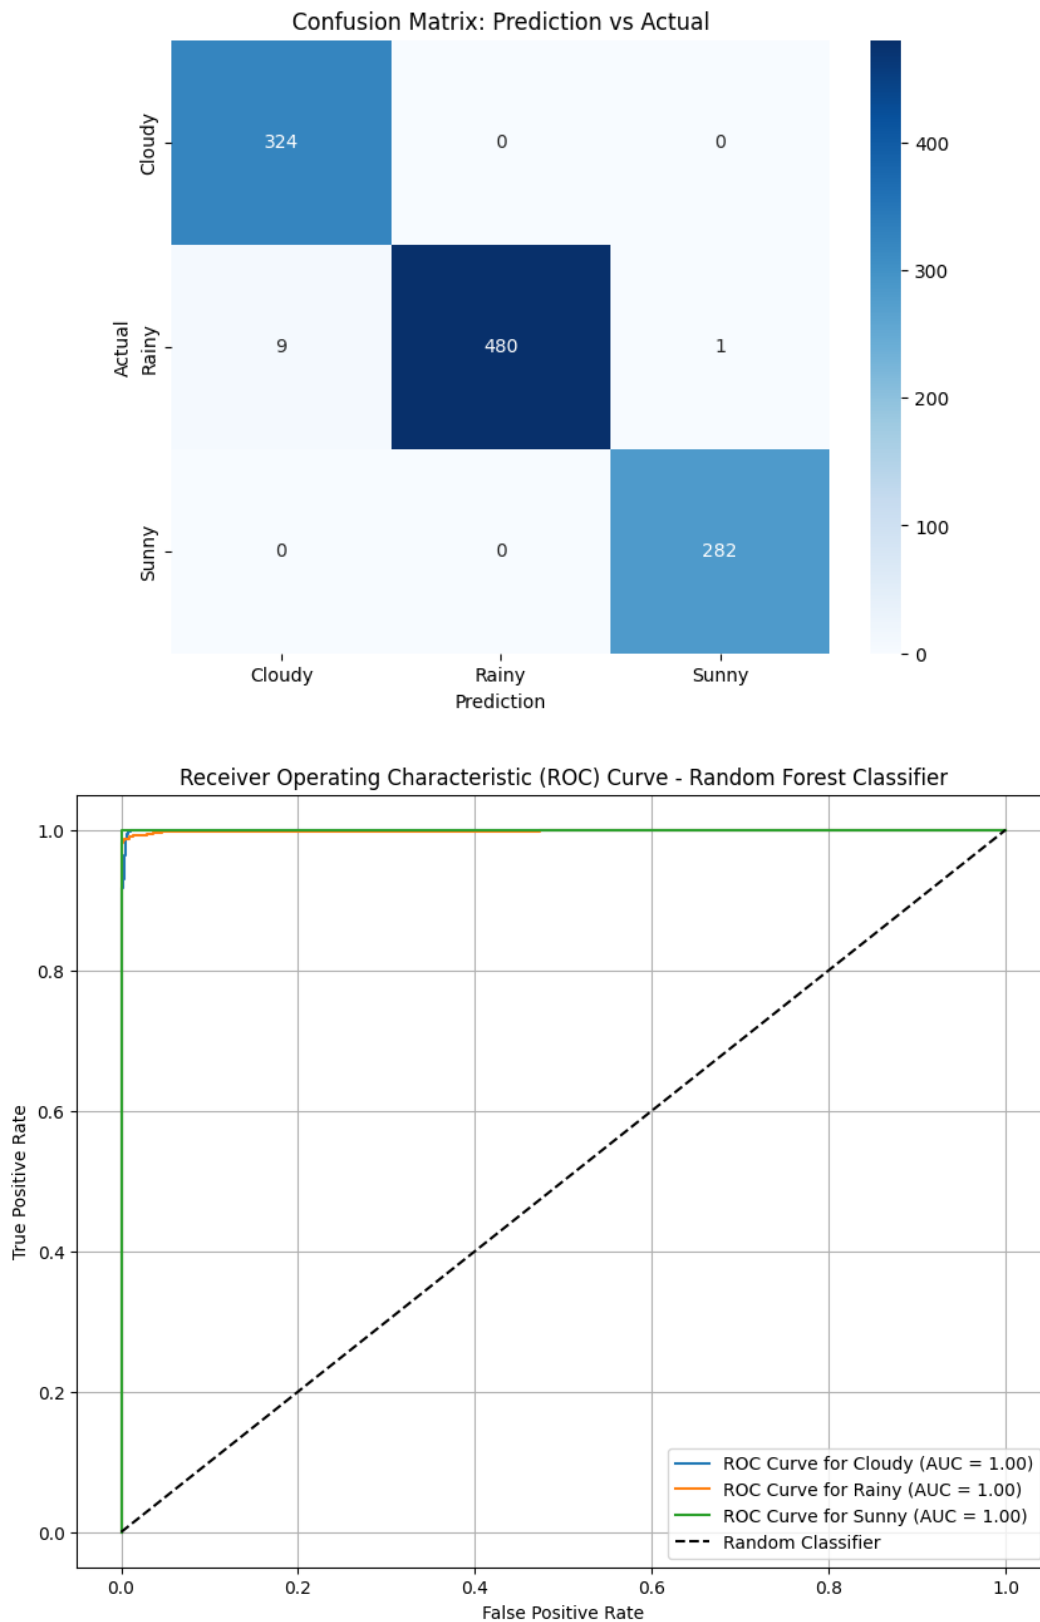 Confusion Matrix: Prediction vs Actual
Actual
Cloudy
324 0 0
Rainy
9 480 1
Sunny
0 0 282
Cloudy Rainy Sunny
Prediction
400
300
200
100
0
Receiver Operating Characteristic (ROC) Curve - Random Forest Classifier
True Positive Rate
1.0
0.8
0.6
0.4
0.2
0.0
ROC Curve for Cloudy (AUC = 1.00)
ROC Curve for Rainy (AUC = 1.00)
ROC Curve for Sunny (AUC = 1.00)
Random Classifier
0.0 0.2 0.4 0.6 0.8 1.0
False Positive Rate